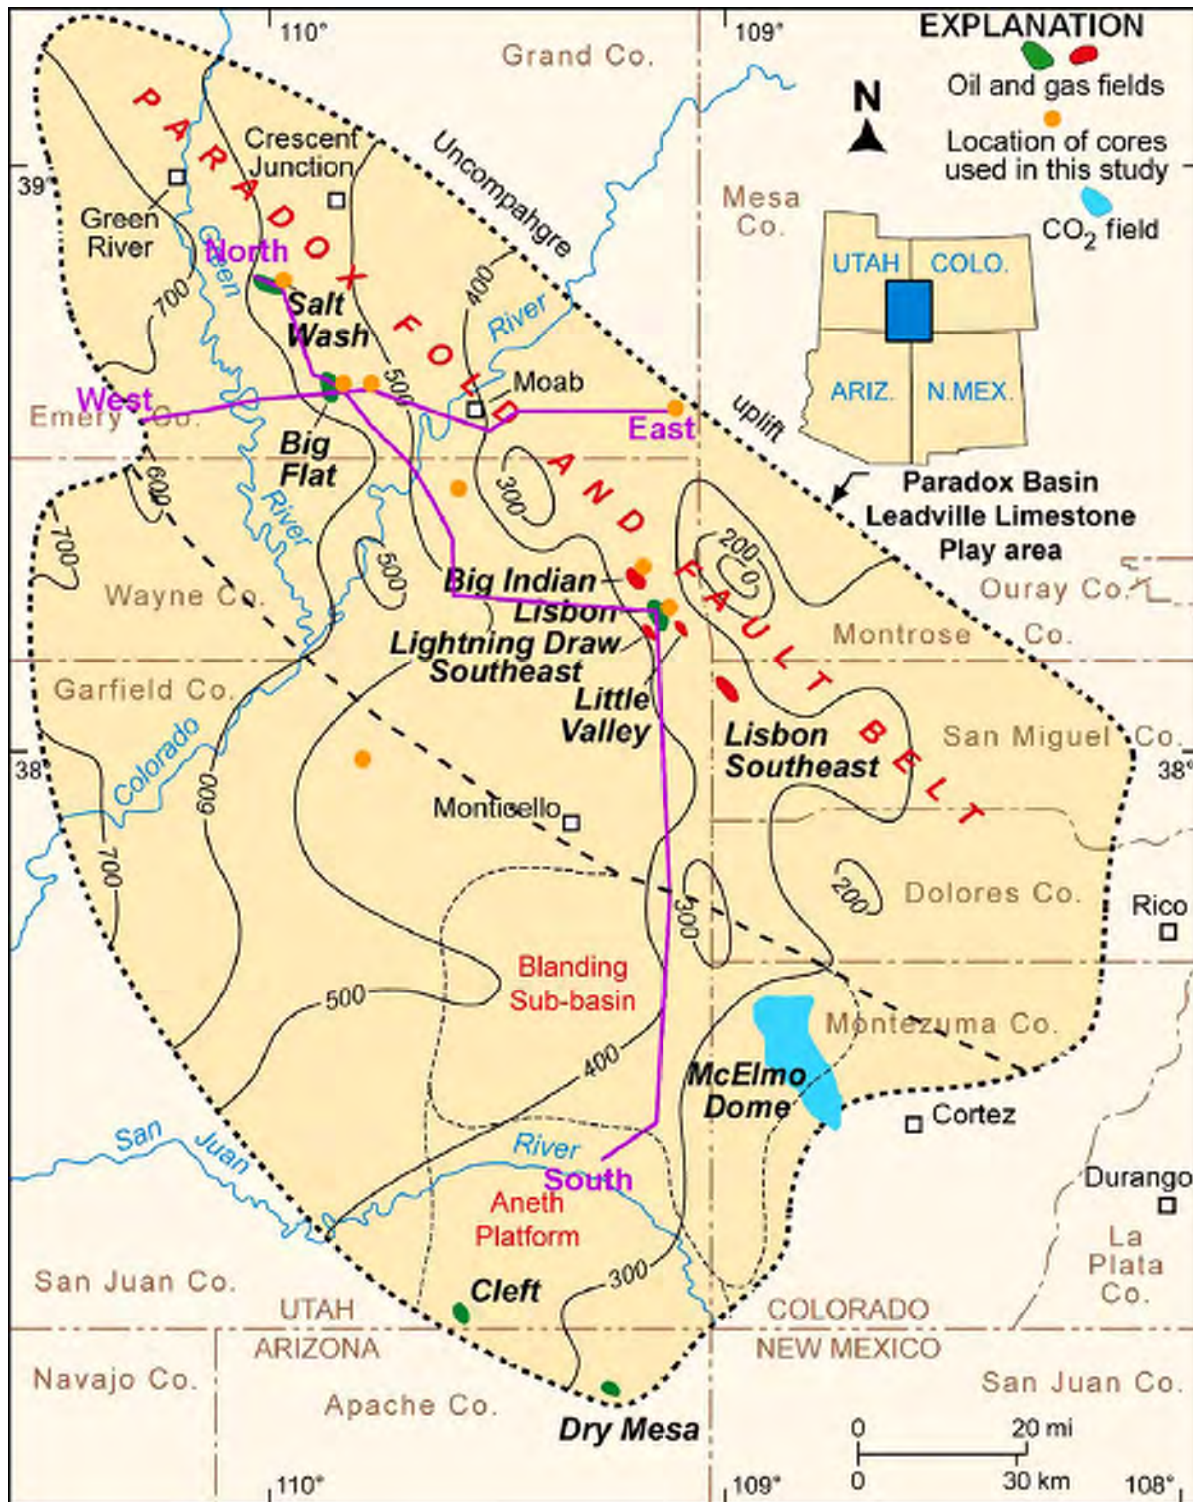 110°
109°
EXPLANATION
Oil and gas fields
Location of cores
used in this study
CO2 field
N
Grand Co.
Mesa
Co.
UTAH
COLO.
ARIZ.
N.MEX.
PARADOX FOLD AND FAULT BELT
Crescent
Junction
Uncompahgre
uplift
39°
Green
River
Green
River
North
Salt
Wash
700
400
River
500
Moab
West
Emery Co.
East
Big
Flat
Paradox Basin
Leadville Limestone
Play area
600
300
700
500
200
0
Wayne Co.
Big Indian
Lisbon
Lightning Draw
Southeast
Little
Valley
Ouray Co.
Montrose Co.
Garfield Co.
Lisbon
Southeast
San Miguel Co.
38°
38°
Colorado
600
Monticello
700
300
200
Dolores Co.
Rico
Blanding
Sub-basin
500
400
Montezuma Co.
McElmo
Dome
Cortez
San Juan
River
South
Durango
Aneth
Platform
La
Plata
Co.
San Juan Co.
Cleft
300
UTAH
COLORADO
ARIZONA
NEW MEXICO
Navajo Co.
Apache Co.
San Juan Co.
Dry Mesa
0 20 mi
0 30 km
110°
109°
108°